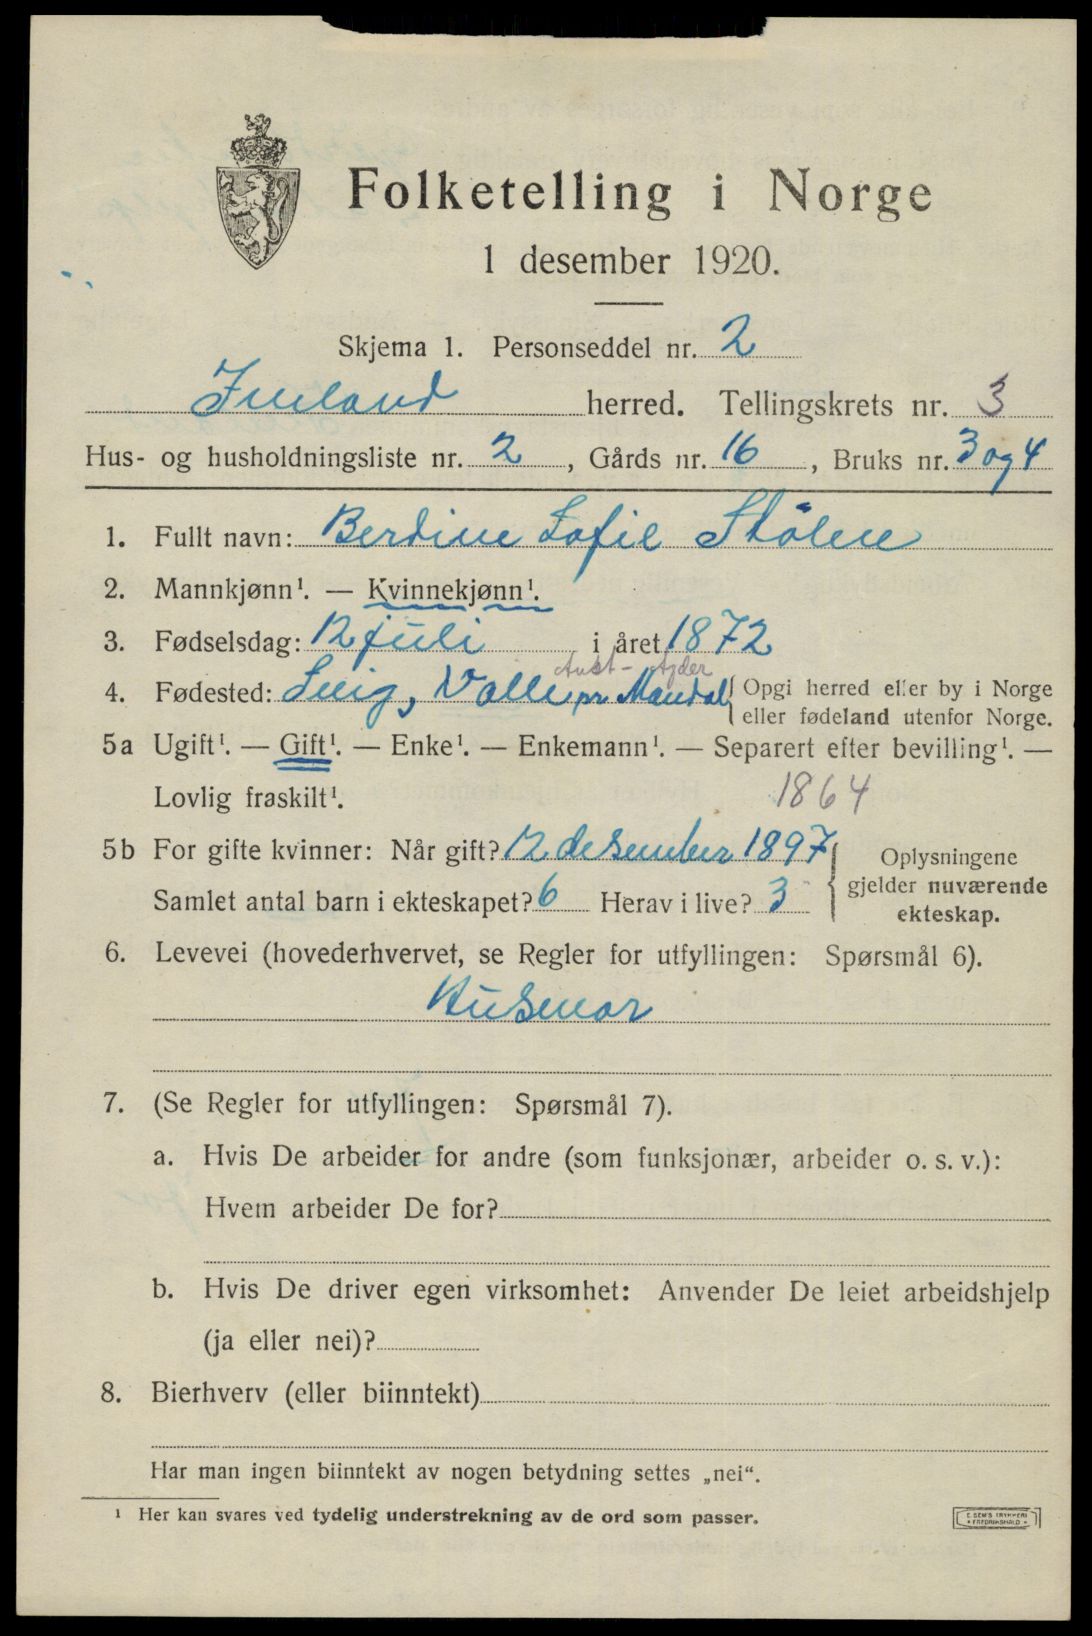 Folketelling i Norge
1 desember 1920.
Skjema 1. Personseddel nr. 2
Inland herred. Tellingskrets nr. 3
Hus- og husholdningsliste nr. 2, Gårds nr. 16, Bruks nr. 3 og 4
1. Fullt navn: Berdine Sofie Stölen
2. Mannkjønn¹. — Kvinnekjønn¹.
3. Fødselsdag: 12 juli i året 1872
Aust-Agder
4. Fødested: Lllig, Valle pr Mandal { Opgi herred eller by i Norge
eller fødeland utenfor Norge.
5a Ugift¹. — Gift¹. — Enke¹. — Enkemann¹. — Separert efter bevilling¹. —
Lovlig fraskilt¹. 1864
5b For gifte kvinner: Når gift? 12 desember 1897 { Oplysningene
gjelder nuværende
ekteskap.
Samlet antal barn i ekteskapet? 6 Herav i live? 3
6. Levevei (hovederhvervet, se Regler for utfyllingen: Spørsmål 6).
Husmor
7. (Se Regler for utfyllingen: Spørsmål 7).
a. Hvis De arbeider for andre (som funksjonær, arbeider o. s. v.):
Hvem arbeider De for?
b. Hvis De driver egen virksomhet: Anvender De leiet arbeidshjelp
(ja eller nei)?
8. Bierhverv (eller biinntekt)
Har man ingen biinntekt av nogen betydning settes „nei“.
¹ Her kan svares ved tydelig understrekning av de ord som passer.
E. SEM'S TRYKKERI
FREDRIKSHALD